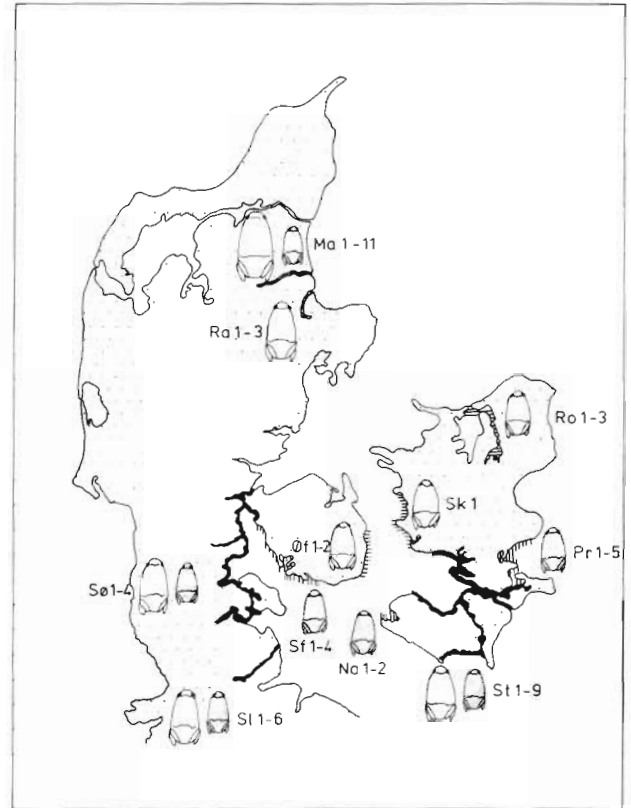 Ma 1-11
Ra 1-3
Ro 1-3
Sk 1
Øf 1-2
Pr 1-5
Sø 1-4
Sf 1-4
Na 1-2
St 1-9
Sl 1-6